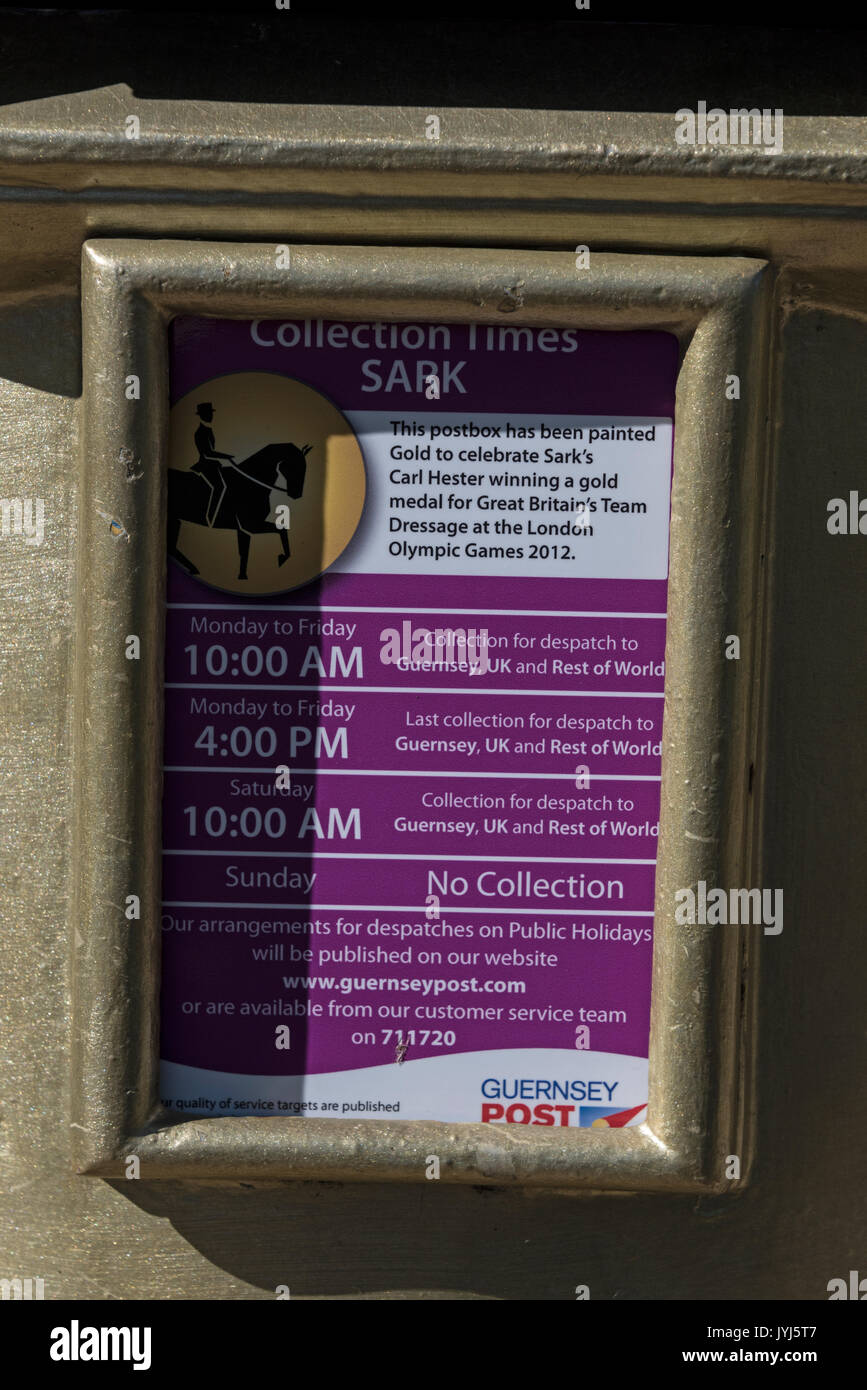 Collection Times
SARK
This postbox has been painted
Gold to celebrate Sark's
Carl Hester winning a gold
medal for Great Britain's Team
Dressage at the London
Olympic Games 2012.
Monday to Friday
10:00 AM
Collection for despatch to
Guernsey, UK and Rest of World
Monday to Friday
4:00 PM
Last collection for despatch to
Guernsey, UK and Rest of World
Saturday
10:00 AM
Collection for despatch to
Guernsey, UK and Rest of World
Sunday
No Collection
Our arrangements for despatches on Public Holidays
will be published on our website
www.guernseypost.com
or are available from our customer service team
on 711720
ur quality of service targets are published
GUERNSEY
POST
alamy stock photo
JYJ5T7
www.alamy.com